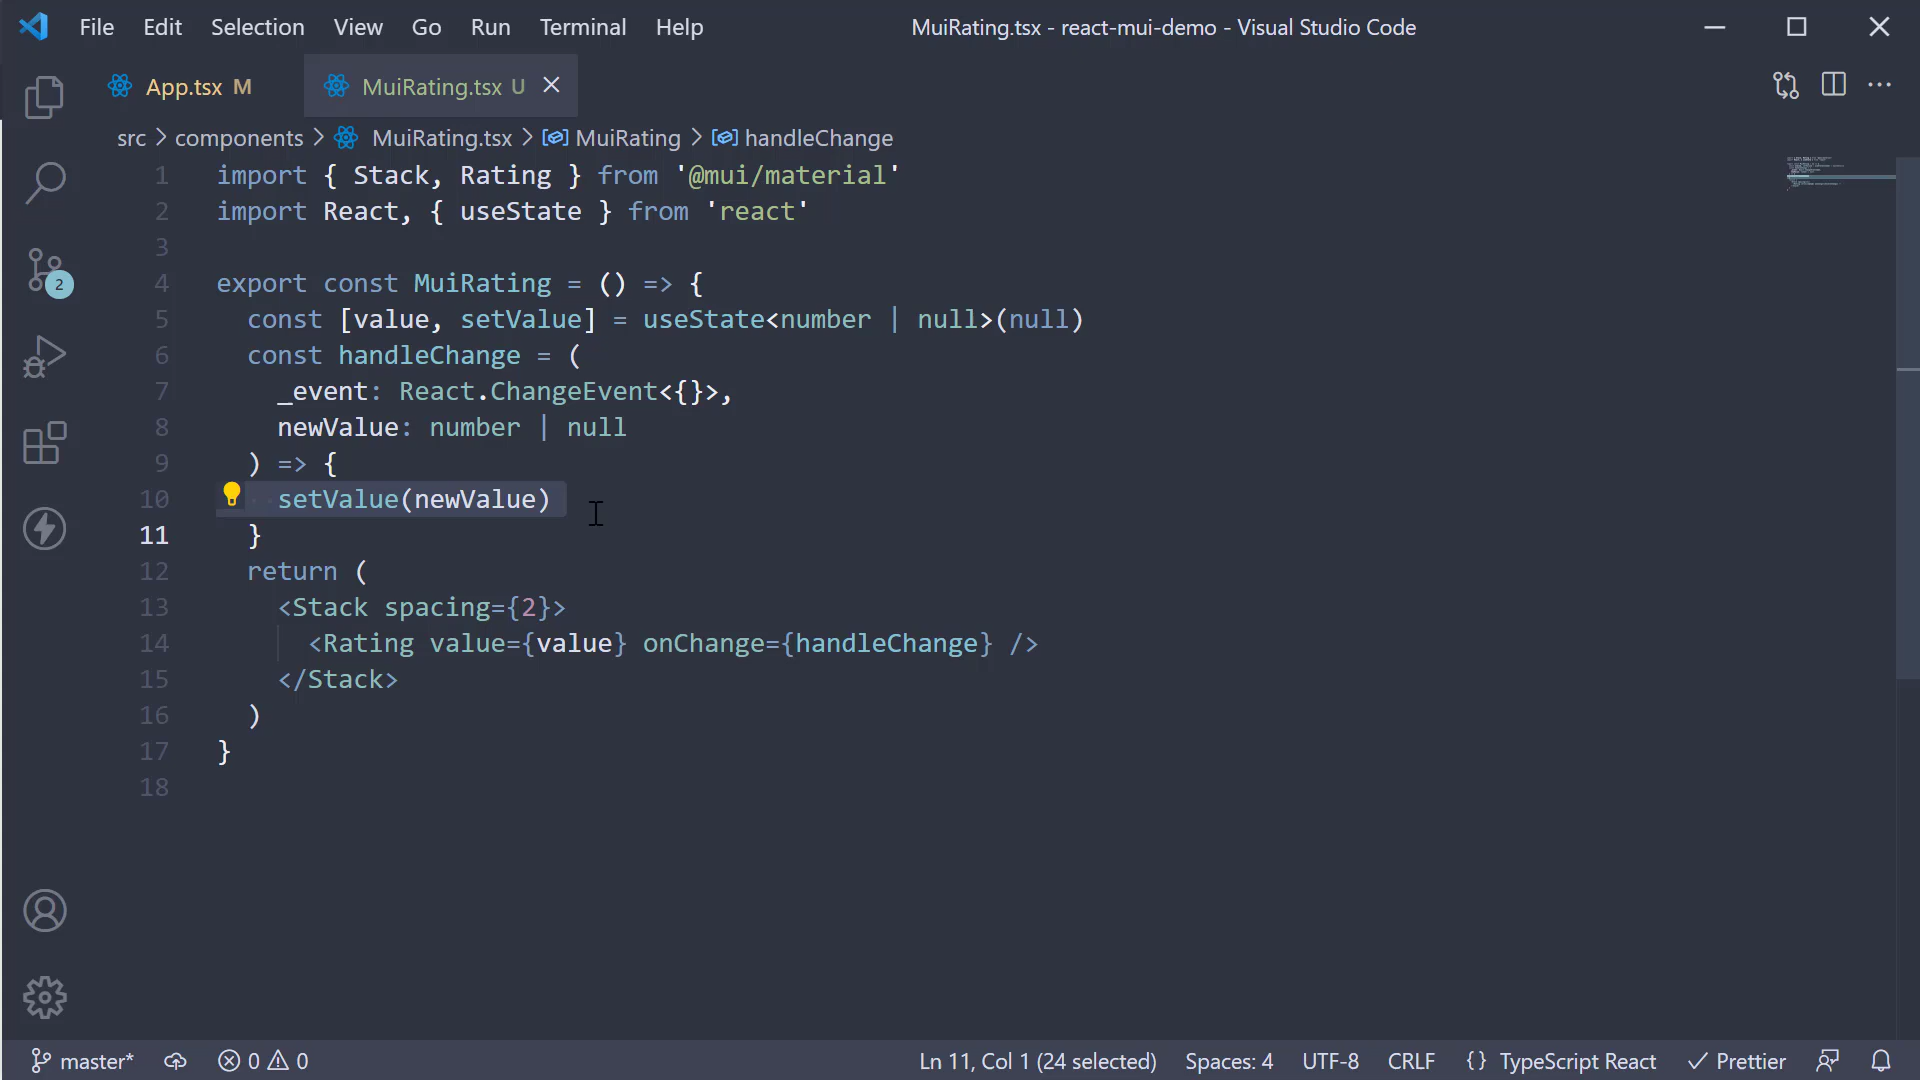 File Edit Selection View Go Run Terminal Help MuiRating.tsx - react-mui-demo - Visual Studio Code
App.tsx M MuiRating.tsx U
src > components > MuiRating.tsx > MuiRating > handleChange
1 import { Stack, Rating } from '@mui/material'
2 import React, { useState } from 'react'
3
4 export const MuiRating = () => {
5   const [value, setValue] = useState<number | null>(null)
6   const handleChange = (
7     _event: React.ChangeEvent<{}>,
8     newValue: number | null
9   ) => {
10     setValue(newValue)
11   }
12   return (
13     <Stack spacing={2}>
14       <Rating value={value} onChange={handleChange} />
15     </Stack>
16   )
17 }
18
2
master* 0 0 Ln 11, Col 1 (24 selected) Spaces: 4 UTF-8 CRLF {} TypeScript React Prettier